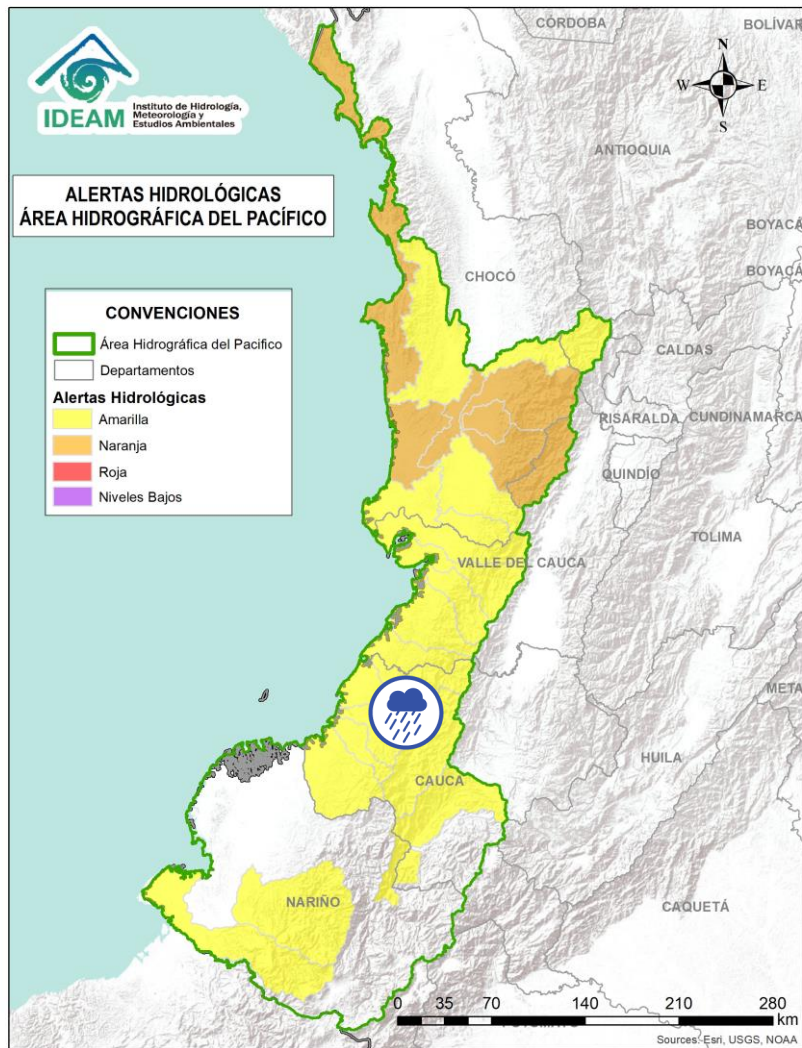 IDEAM
Instituto de Hidrología,
Meteorología y
Estudios Ambientales
ALERTAS HIDROLÓGICAS
ÁREA HIDROGRÁFICA DEL PACÍFICO
CONVENCIONES
Área Hidrográfica del Pacifico
Departamentos
Alertas Hidrológicas
Amarilla
Naranja
Roja
Niveles Bajos
N
W E
S
CÓRDOBA
BOLÍVAR
ANTIOQUIA
BOYACÁ
CHOCÓ
BOYACÁ
CALDAS
RISARALDA
CUNDINAMARCA
QUINDÍO
TOLIMA
VALLE DEL CAUCA
META
HUILA
CAUCA
NARIÑO
CAQUETÁ
0 35 70 140 210 280
km
Sources: Esri, USGS, NOAA